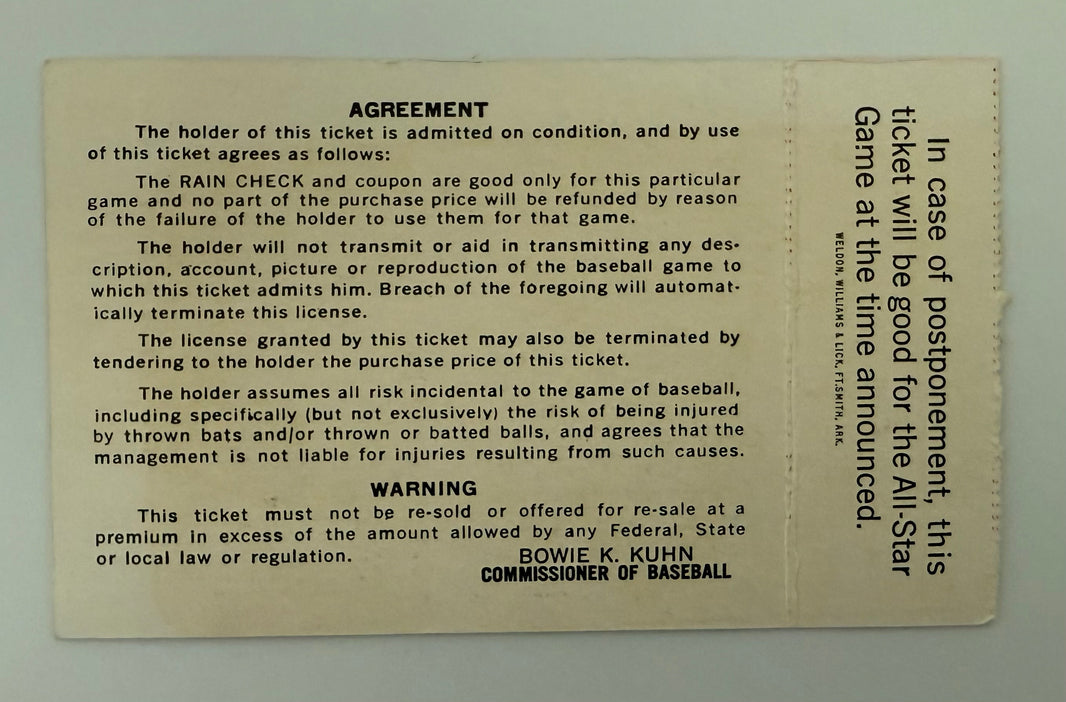 AGREEMENT
The holder of this ticket is admitted on condition, and by use
of this ticket agrees as follows:
The RAIN CHECK and coupon are good only for this particular
game and no part of the purchase price will be refunded by reason
of the failure of the holder to use them for that game.
The holder will not transmit or aid in transmitting any des-
cription, account, picture or reproduction of the baseball game to
which this ticket admits him. Breach of the foregoing will automat-
ically terminate this license.
The license granted by this ticket may also be terminated by
tendering to the holder the purchase price of this ticket.
The holder assumes all risk incidental to the game of baseball,
including specifically (but not exclusively) the risk of being injured
by thrown bats and/or thrown or batted balls, and agrees that the
management is not liable for injuries resulting from such causes.
WARNING
This ticket must not be re-sold or offered for re-sale at a
premium in excess of the amount allowed by any Federal, State
or local law or regulation.
BOWIE K. KUHN
COMMISSIONER OF BASEBALL
In case of postponement, this
ticket will be good for the All-Star
Game at the time announced.
WELDON, WILLIAMS & LICK, FT.SMITH, ARK.